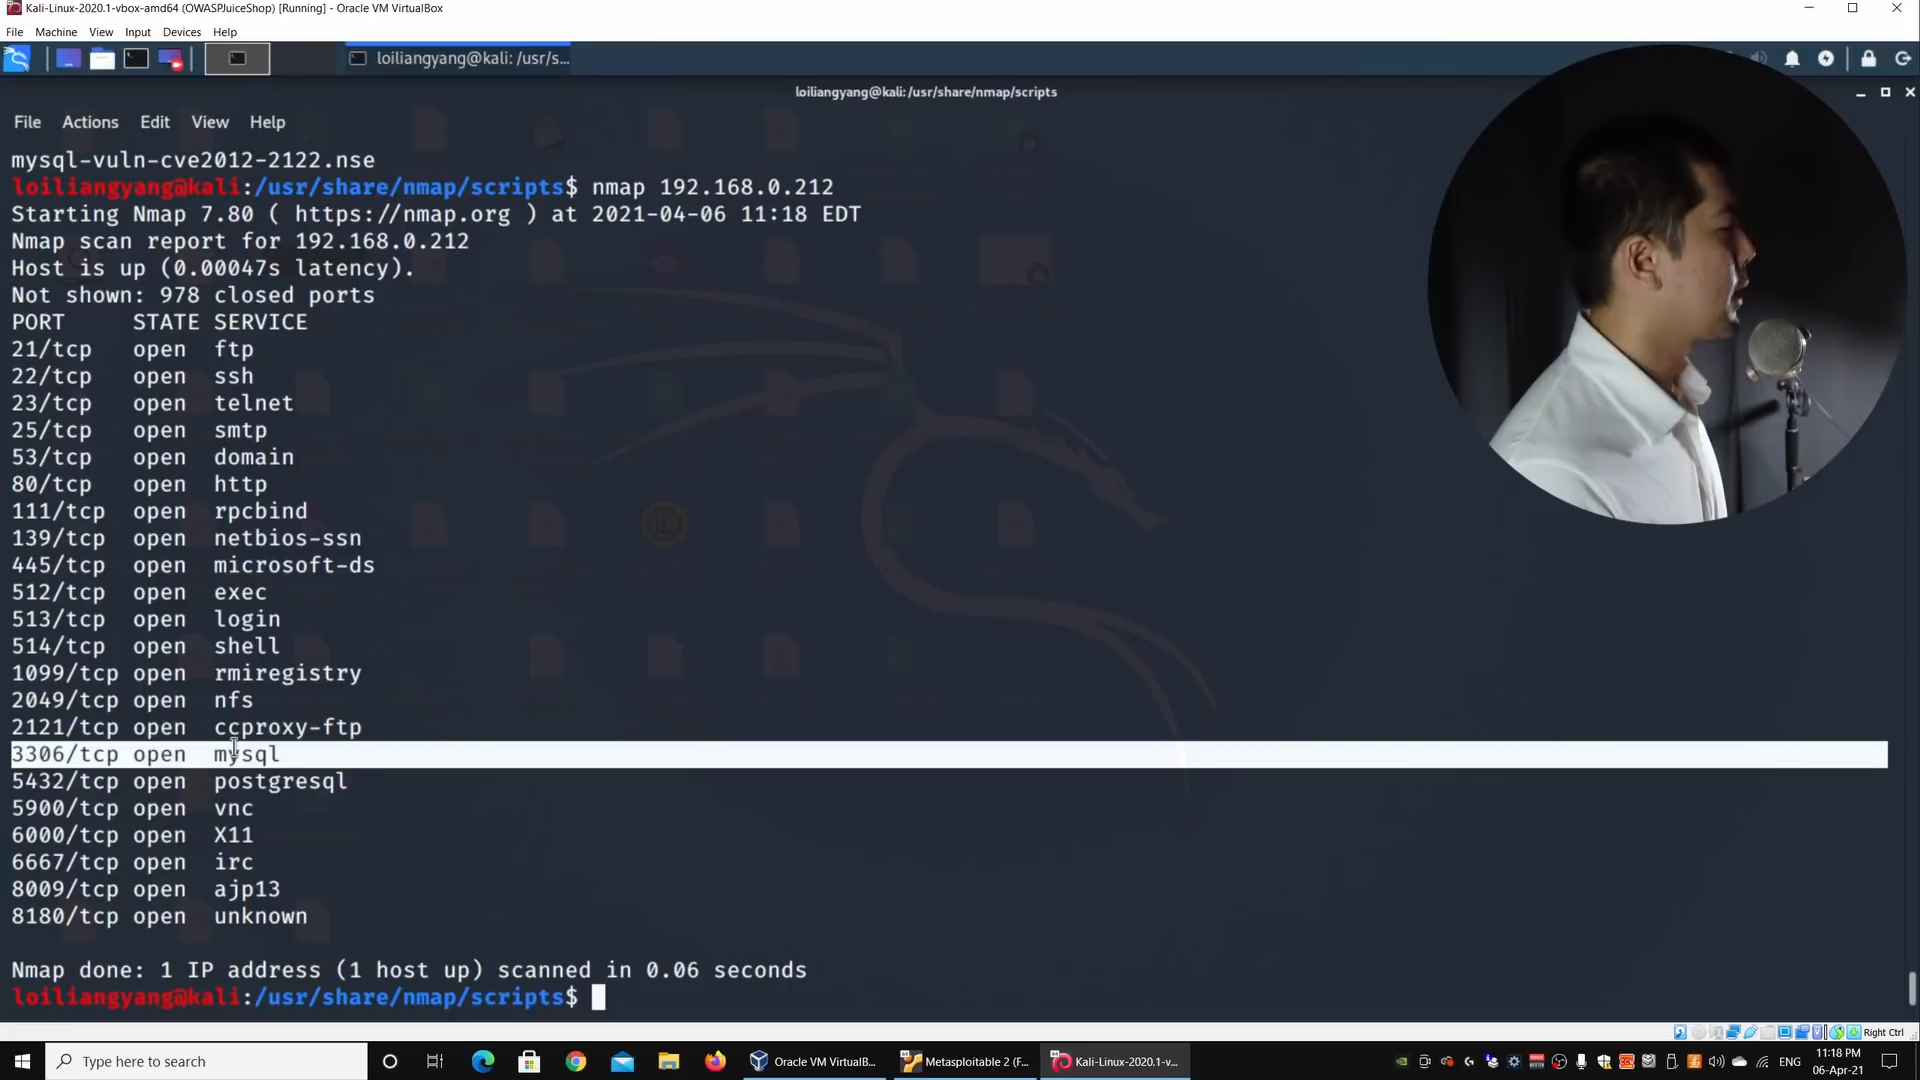 Kali-Linux-2020.1-vbox-amd64 (OWASPJuiceShop) [Running] - Oracle VM VirtualBox
File Machine View Input Devices Help
loiliangyang@kali: /usr/s...
loiliangyang@kali:/usr/share/nmap/scripts
File Actions Edit View Help
mysql-vuln-cve2012-2122.nse
loiliangyang@kali:/usr/share/nmap/scripts$ nmap 192.168.0.212
Starting Nmap 7.80 ( https://nmap.org ) at 2021-04-06 11:18 EDT
Nmap scan report for 192.168.0.212
Host is up (0.00047s latency).
Not shown: 978 closed ports
PORT STATE SERVICE
21/tcp open ftp
22/tcp open ssh
23/tcp open telnet
25/tcp open smtp
53/tcp open domain
80/tcp open http
111/tcp open rpcbind
139/tcp open netbios-ssn
445/tcp open microsoft-ds
512/tcp open exec
513/tcp open login
514/tcp open shell
1099/tcp open rmiregistry
2049/tcp open nfs
2121/tcp open ccproxy-ftp
3306/tcp open mysql
5432/tcp open postgresql
5900/tcp open vnc
6000/tcp open X11
6667/tcp open irc
8009/tcp open ajp13
8180/tcp open unknown
Nmap done: 1 IP address (1 host up) scanned in 0.06 seconds
loiliangyang@kali:/usr/share/nmap/scripts$
Right Ctrl
Type here to search
Oracle VM VirtualB...
Metasploitable 2 (F...
Kali-Linux-2020.1-v...
ENG
11:18 PM
06-Apr-21